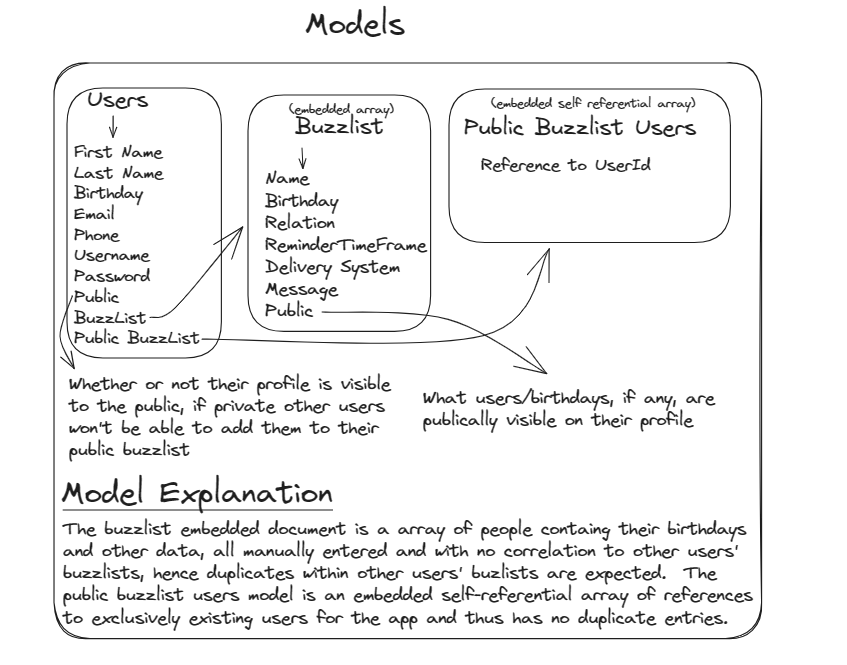 Models
Users
First Name
Last Name
Birthday
Email
Phone
Username
Password
Public
BuzzList
Public BuzzList
(embedded array)
Buzzlist
Name
Birthday
Relation
ReminderTimeFrame
Delivery System
Message
Public
(embedded self referential array)
Public Buzzlist Users
Reference to UserId
Whether or not their profile is visible
to the public, if private other users
won't be able to add them to their
public buzzlist
What users/birthdays, if any, are
publically visible on their profile
Model Explanation
The buzzlist embedded document is a array of people containg their birthdays
and other data, all manually entered and with no correlation to other users'
buzzlists, hence duplicates within other users' buzlists are expected. The
public buzzlist users model is an embedded self-referential array of references
to exclusively existing users for the app and thus has no duplicate entries.